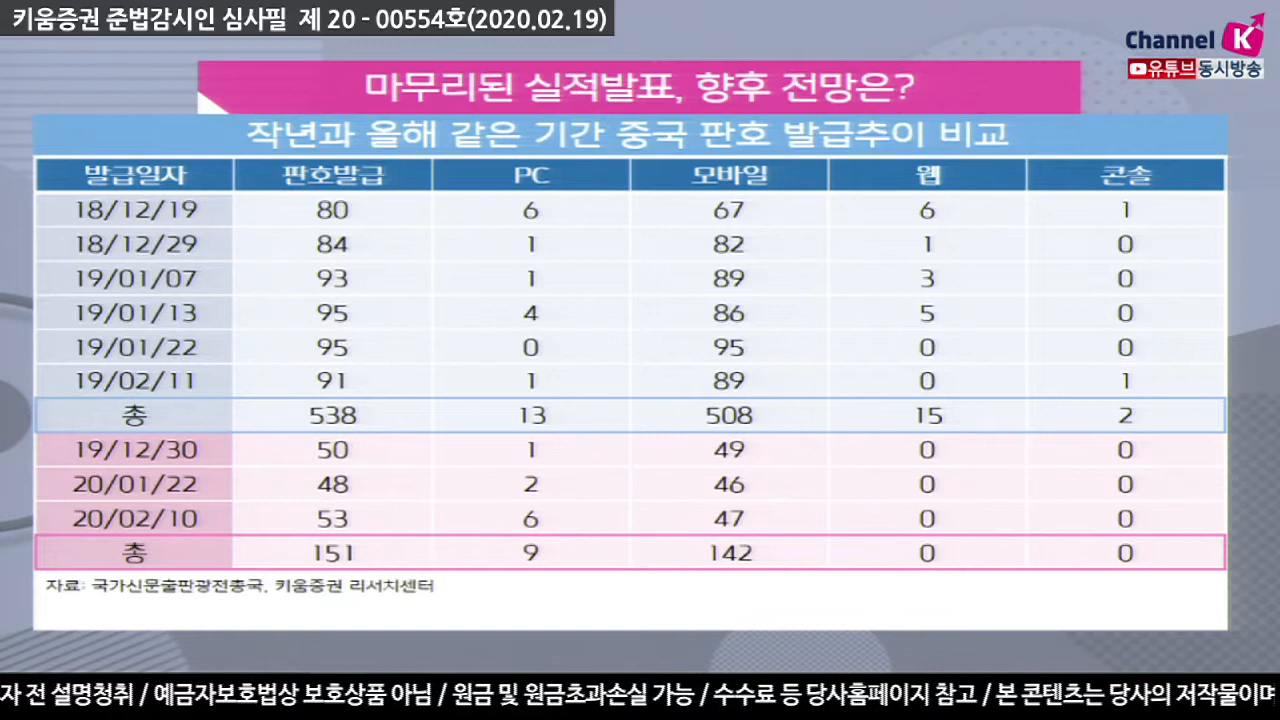 키움증권 준법감시인 심사필 제 20 - 00554호(2020.02.19)
Channel K
유튜브동시방송
마무리된 실적발표, 향후 전망은?
작년과 올해 같은 기간 중국 판호 발급추이 비교
발급일자 판호발급 PC 모바일 웹 콘솔
18/12/19 80 6 67 6 1
18/12/29 84 1 82 1 0
19/01/07 93 1 89 3 0
19/01/13 95 4 86 5 0
19/01/22 95 0 95 0 0
19/02/11 91 1 89 0 1
총 538 13 508 15 2
19/12/30 50 1 49 0 0
20/01/22 48 2 46 0 0
20/02/10 53 6 47 0 0
총 151 9 142 0 0
자료: 국가신문출판광전총국, 키움증권 리서치센터
자 전 설명청취 / 예금자보호법상 보호상품 아님 / 원금 및 원금초과손실 가능 / 수수료 등 당사홈페이지 참고 / 본 콘텐츠는 당사의 저작물이며